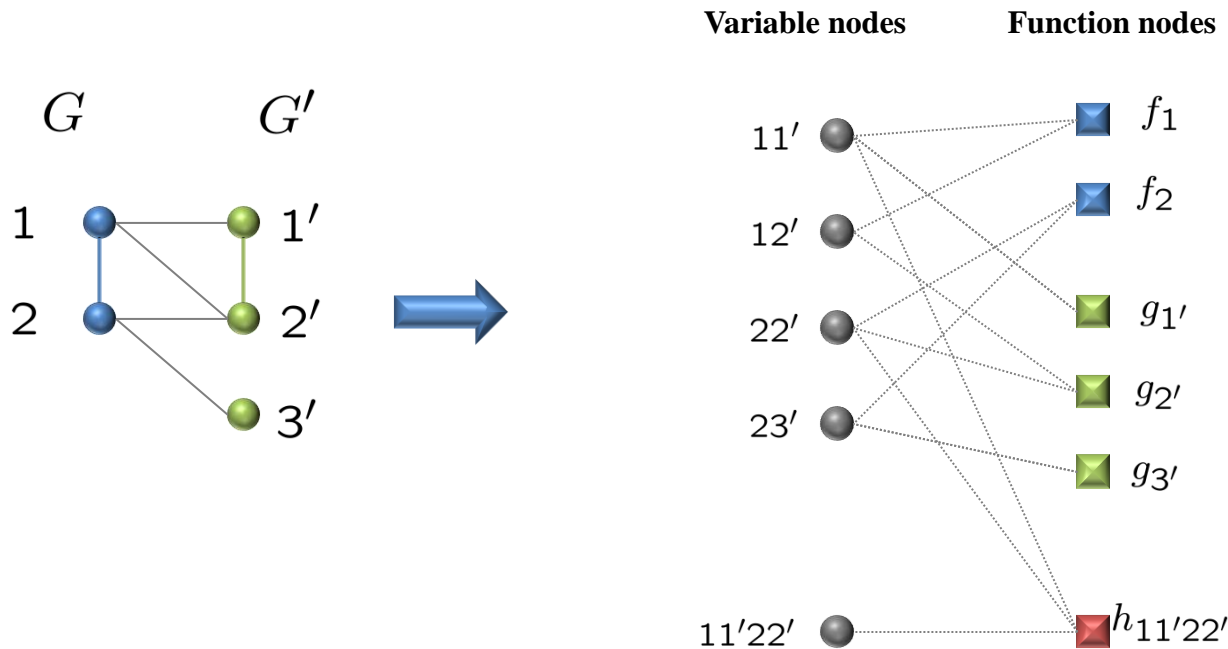 Variable nodes Function nodes
G G′
1 1′
2 2′
3′
11′ f₁
12′ f₂
22′ g₁′
23′ g₂′
g₃′
11′22′ h₁₁′₂₂′